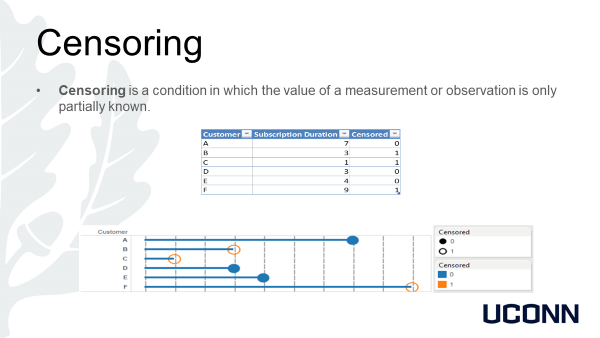 Censoring
• Censoring is a condition in which the value of a measurement or observation is only
partially known.
Customer Subscription Duration Censored
A 7 0
B 3 1
C 1 1
D 3 0
E 4 0
F 9 1
Customer
A
B
C
D
E
F
Censored
0
1
Censored
0
1
UCONN